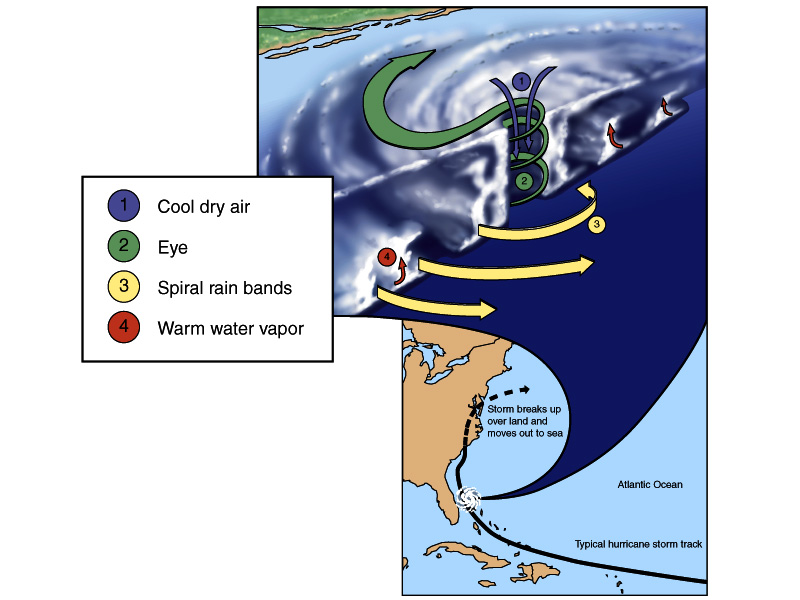 1
2
3
4
1 Cool dry air
2 Eye
3 Spiral rain bands
4 Warm water vapor
Storm breaks up
over land and
moves out to sea
Atlantic Ocean
Typical hurricane storm track